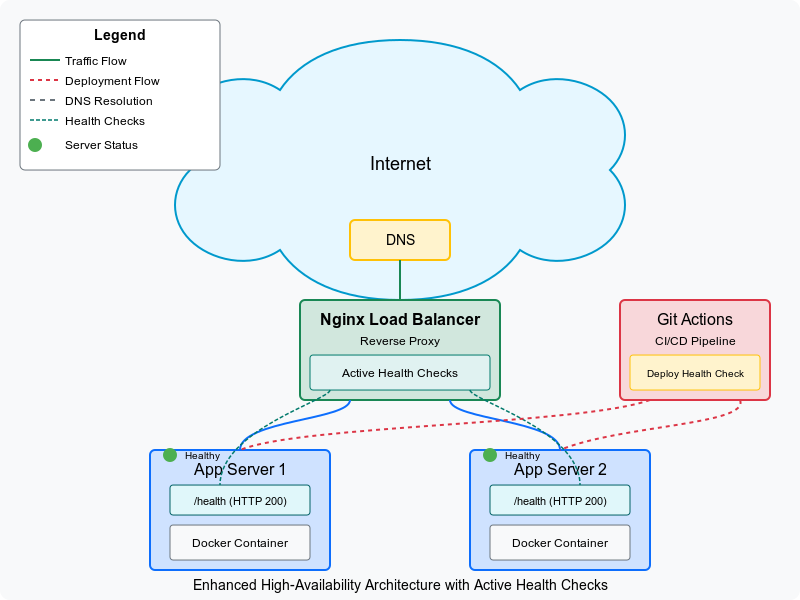 Legend
Traffic Flow
Deployment Flow
DNS Resolution
Health Checks
Server Status
Internet
DNS
Nginx Load Balancer
Reverse Proxy
Active Health Checks
Git Actions
CI/CD Pipeline
Deploy Health Check
Healthy
App Server 1
/health (HTTP 200)
Docker Container
Healthy
App Server 2
/health (HTTP 200)
Docker Container
Enhanced High-Availability Architecture with Active Health Checks